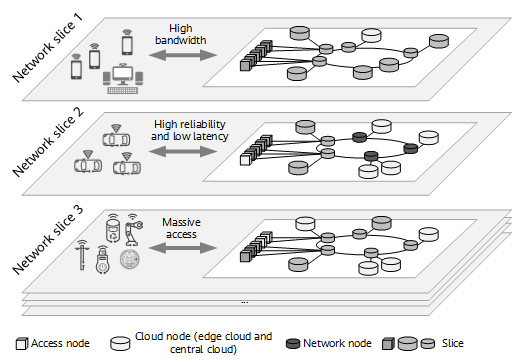 Network slice 1
High
bandwidth
Network slice 2
High reliability
and low latency
Network slice 3
Massive
access
...
Access node
Cloud node (edge cloud and
central cloud)
Network node
Slice